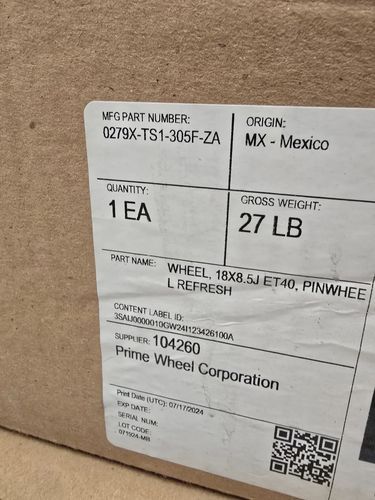 MFG PART NUMBER:
0279X-TS1-305F-ZA
ORIGIN:
MX - Mexico
QUANTITY:
1 EA
GROSS WEIGHT:
27 LB
PART NAME: WHEEL, 18X8.5J ET40, PINWHEE
L REFRESH
CONTENT LABEL ID:
3SAIJ0000010GW24I123426100A
SUPPLIER: 104260
Prime Wheel Corporation
Print Date (UTC): 07/17/2024
EXP DATE:
SERIAL NUM:
LOT CODE:
071924-MB